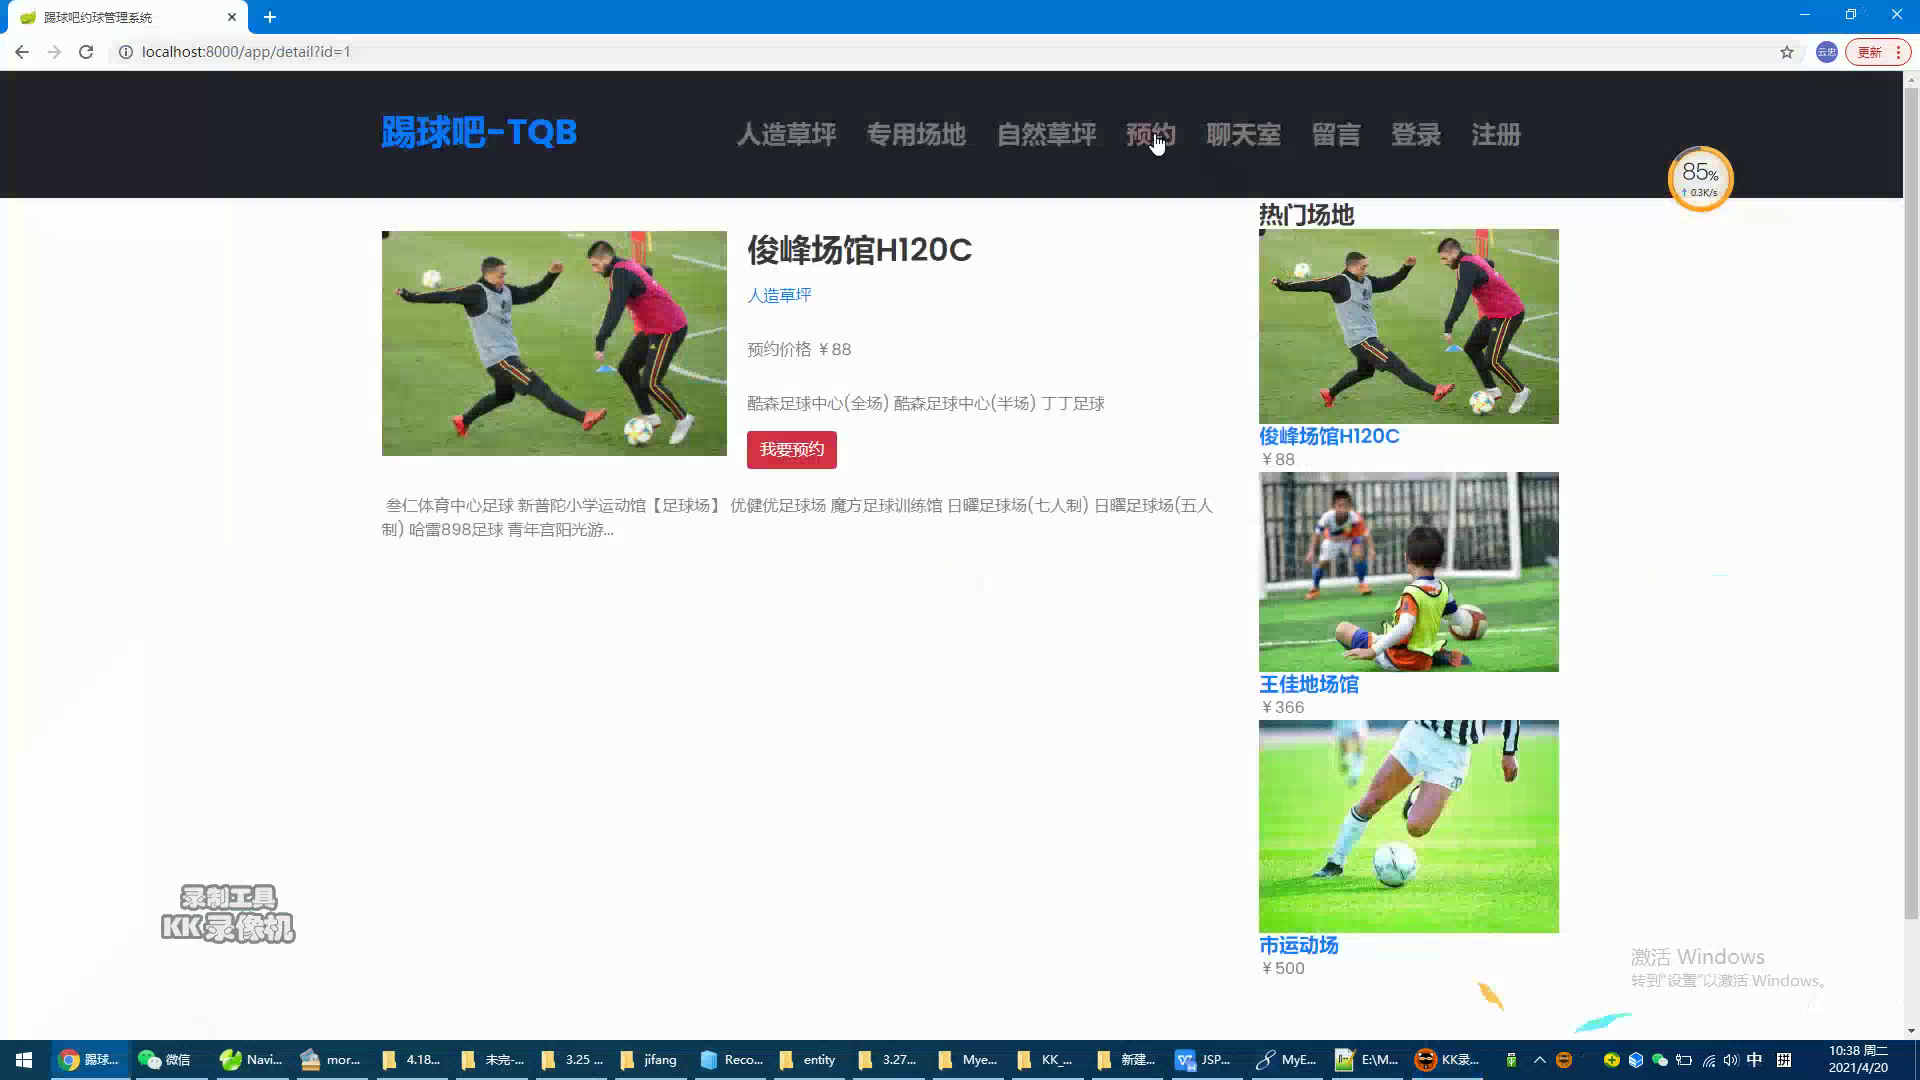 踢球吧约球管理系统
localhost:8000/app/detail?id=1
云忠
更新
踢球吧-TQB
人造草坪 专用场地 自然草坪 预约 聊天室 留言 登录 注册
85%
↑ 0.3K/s
俊峰场馆H120C
人造草坪
预约价格 ￥88
酷森足球中心(全场) 酷森足球中心(半场) 丁丁足球
我要预约
叁仁体育中心足球 新普陀小学运动馆【足球场】 优健优足球场 魔方足球训练馆 日曜足球场(七人制) 日曜足球场(五人
制) 哈雷898足球 青年宫阳光游...
热门场地
俊峰场馆H120C
￥88
王佳地场馆
￥366
市运动场
￥500
录制工具
KK录像机
激活 Windows
转到"设置"以激活 Windows。
踢球... 微信 Navi... mor... 4.18... 未完-... 3.25 ... jifang Reco... entity 3.27... Mye... KK_... 新建... JSP... MyE... E:\M... KK录... 中 拼
10:38 周二
2021/4/20